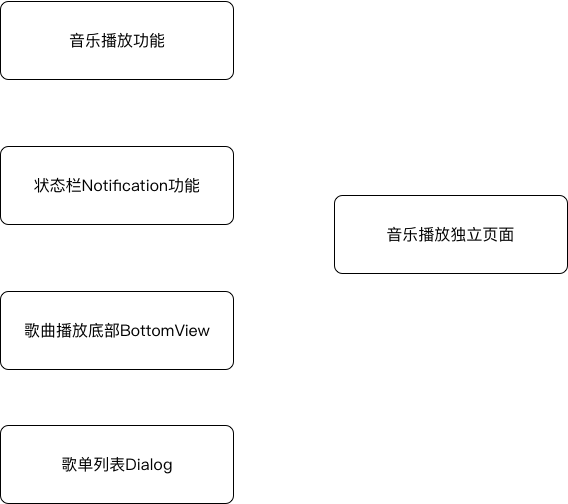 音乐播放功能
状态栏Notification功能
音乐播放独立页面
歌曲播放底部BottomView
歌单列表Dialog